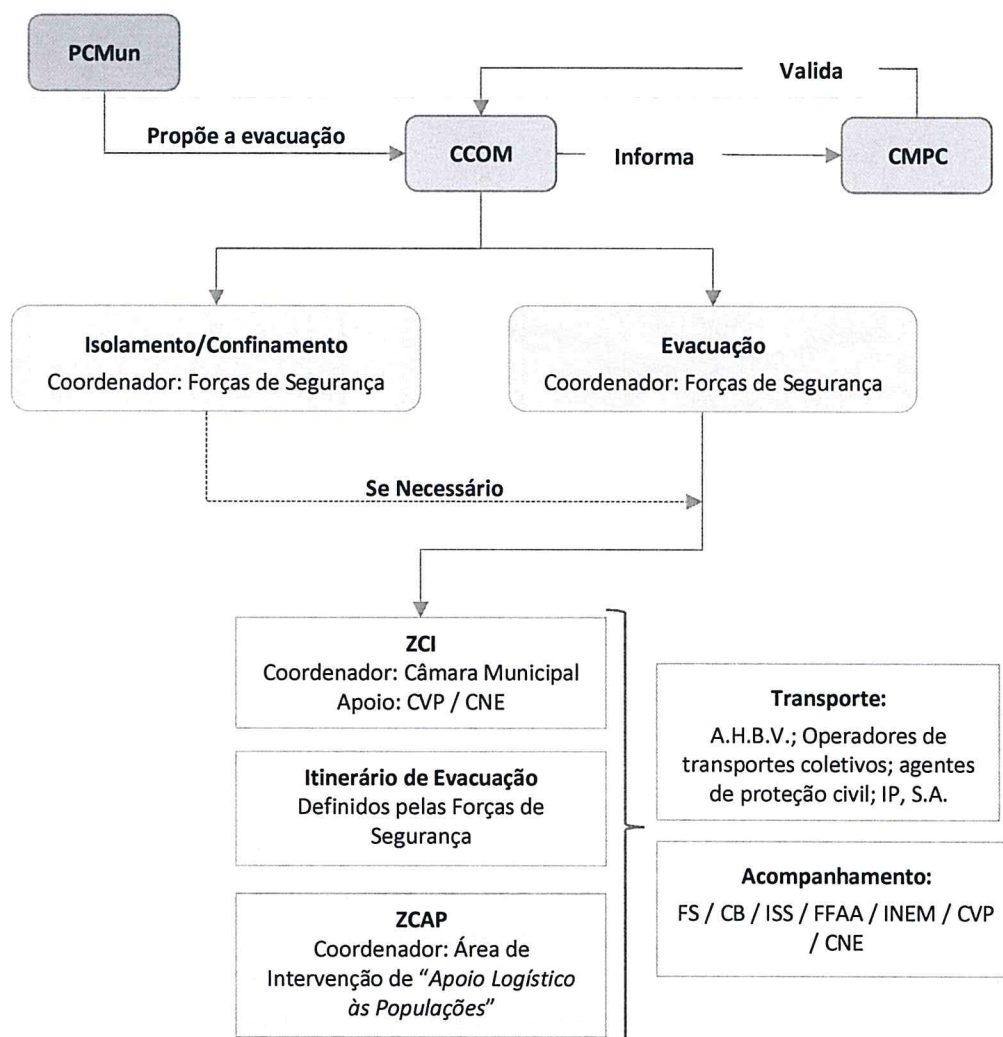 PCMun
Valida
Propõe a evacuação
CCOM
Informa
CMPC
Isolamento/Confinamento
Coordenador: Forças de Segurança
Evacuação
Coordenador: Forças de Segurança
Se Necessário
ZCI
Coordenador: Câmara Municipal
Apoio: CVP / CNE
Itinerário de Evacuação
Definidos pelas Forças de
Segurança
ZCAP
Coordenador: Área de
Intervenção de “Apoio Logístico
às Populações”
Transporte:
A.H.B.V.; Operadores de
transportes coletivos; agentes
de proteção civil; IP, S.A.
Acompanhamento:
FS / CB / ISS / FFAA / INEM / CVP
/ CNE